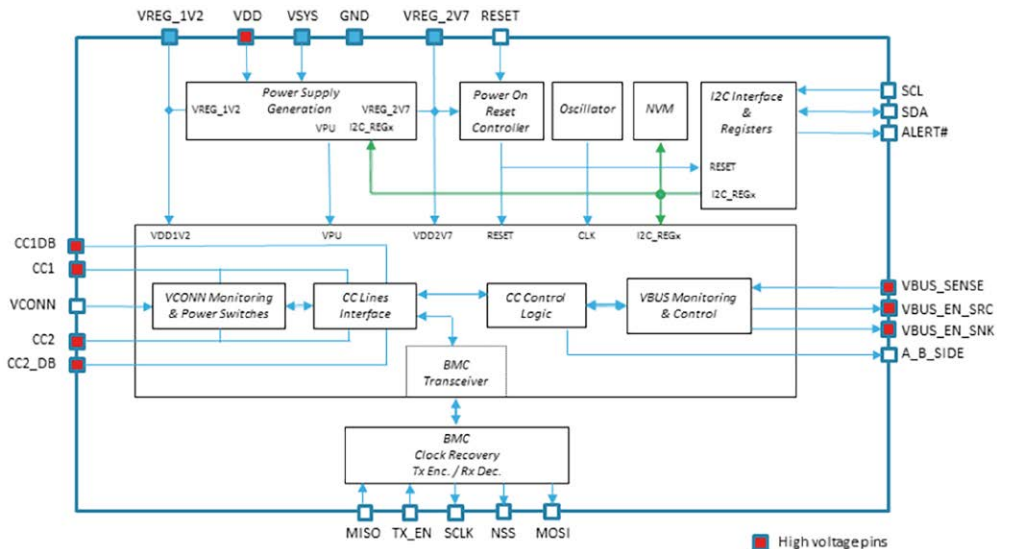 VREG_1V2 VDD VSYS GND VREG_2V7 RESET
Power Supply
Generation
VREG_1V2
VREG_2V7
VPU
I2C_REGx
Power On
Reset
Controller
Oscillator
NVM
I2C Interface
&
Registers
RESET
I2C_REGx
SCL
SDA
ALERT#
VDD1V2 VPU VDD2V7 RESET CLK I2C_REGx
CC1DB
CC1
VCONN
CC2
CC2_DB
VCONN Monitoring
& Power Switches
CC Lines
Interface
CC Control
Logic
VBUS Monitoring
& Control
VBUS_SENSE
VBUS_EN_SRC
VBUS_EN_SNK
A_B_SIDE
BMC
Transceiver
BMC
Clock Recovery
Tx Enc. / Rx Dec.
MISO TX_EN SCLK NSS MOSI
High voltage pins